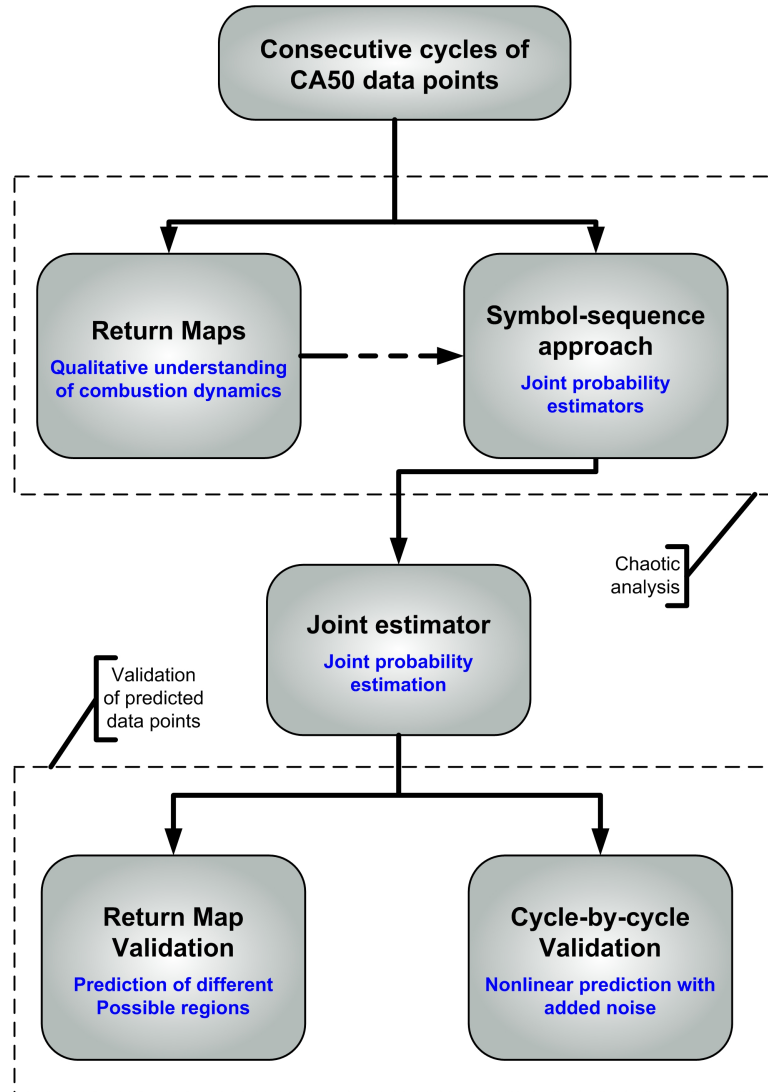 Consecutive cycles of
CA50 data points
Return Maps
Qualitative understanding
of combustion dynamics
Symbol-sequence
approach
Joint probability
estimators
Chaotic
analysis
Joint estimator
Joint probability
estimation
Validation
of predicted
data points
Return Map
Validation
Prediction of different
Possible regions
Cycle-by-cycle
Validation
Nonlinear prediction with
added noise